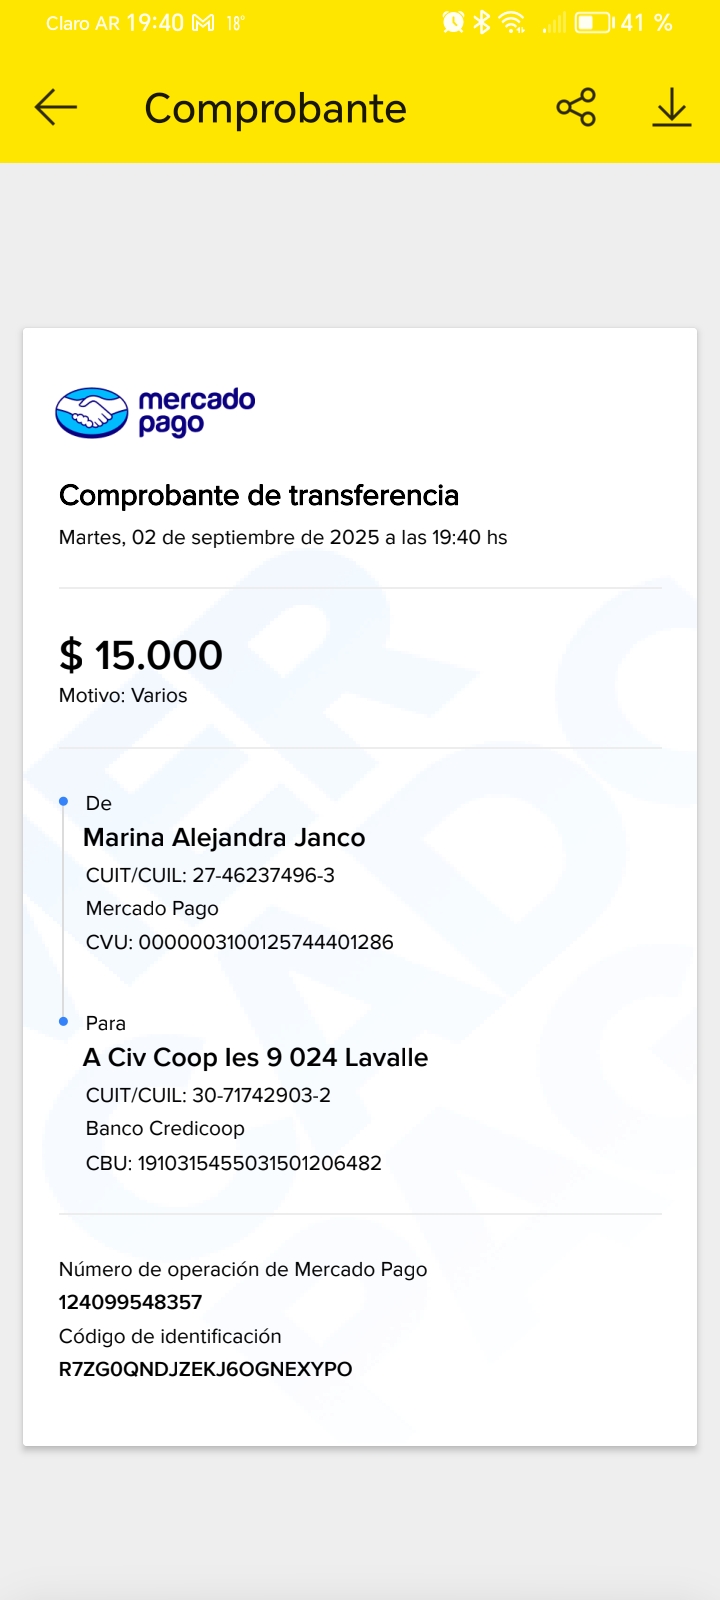 Claro AR 19:40 18° 41 %
Comprobante
mercado
pago
Comprobante de transferencia
Martes, 02 de septiembre de 2025 a las 19:40 hs
$ 15.000
Motivo: Varios
De
Marina Alejandra Janco
CUIT/CUIL: 27-46237496-3
Mercado Pago
CVU: 0000003100125744401286
Para
A Civ Coop Ies 9 024 Lavalle
CUIT/CUIL: 30-71742903-2
Banco Credicoop
CBU: 1910315455031501206482
Número de operación de Mercado Pago
124099548357
Código de identificación
R7ZG0QNDJZEKJ6OGNEXYPO